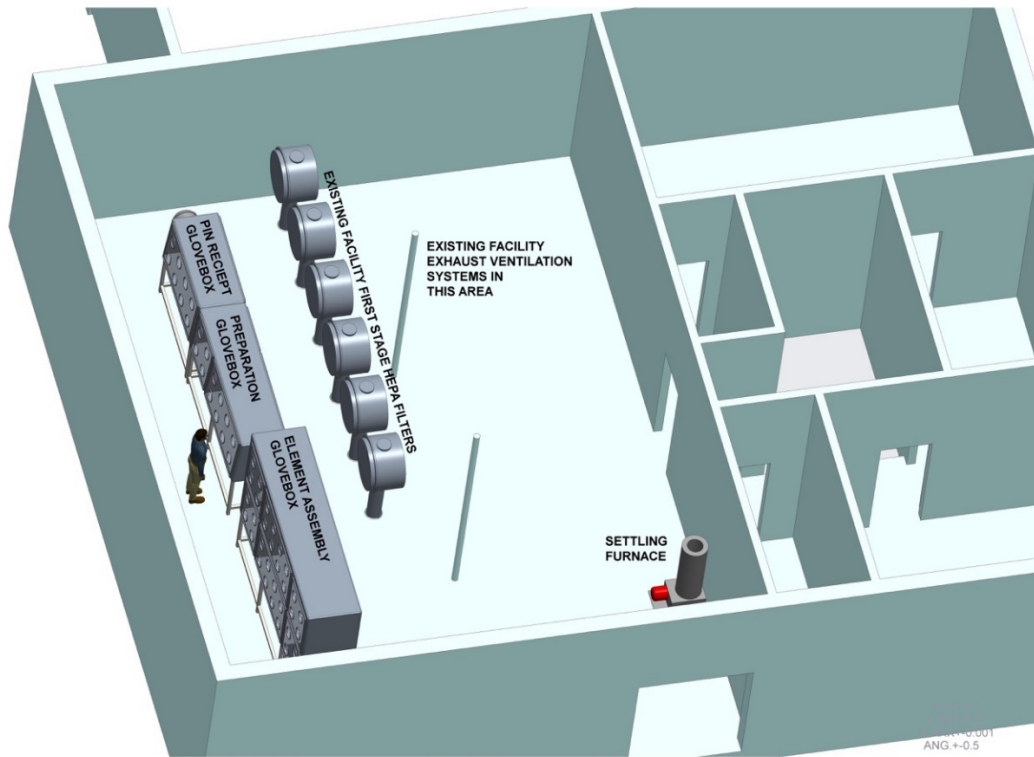 PIN RECIEPT
GLOVEBOX
PREPARATION
GLOVEBOX
ELEMENT ASSEMBLY
GLOVEBOX
EXISTING FACILITY FIRST STAGE HEPA FILTERS
EXISTING FACILITY
EXHAUST VENTILATION
SYSTEMS IN
THIS AREA
SETTLING
FURNACE
ANG.+-0.5